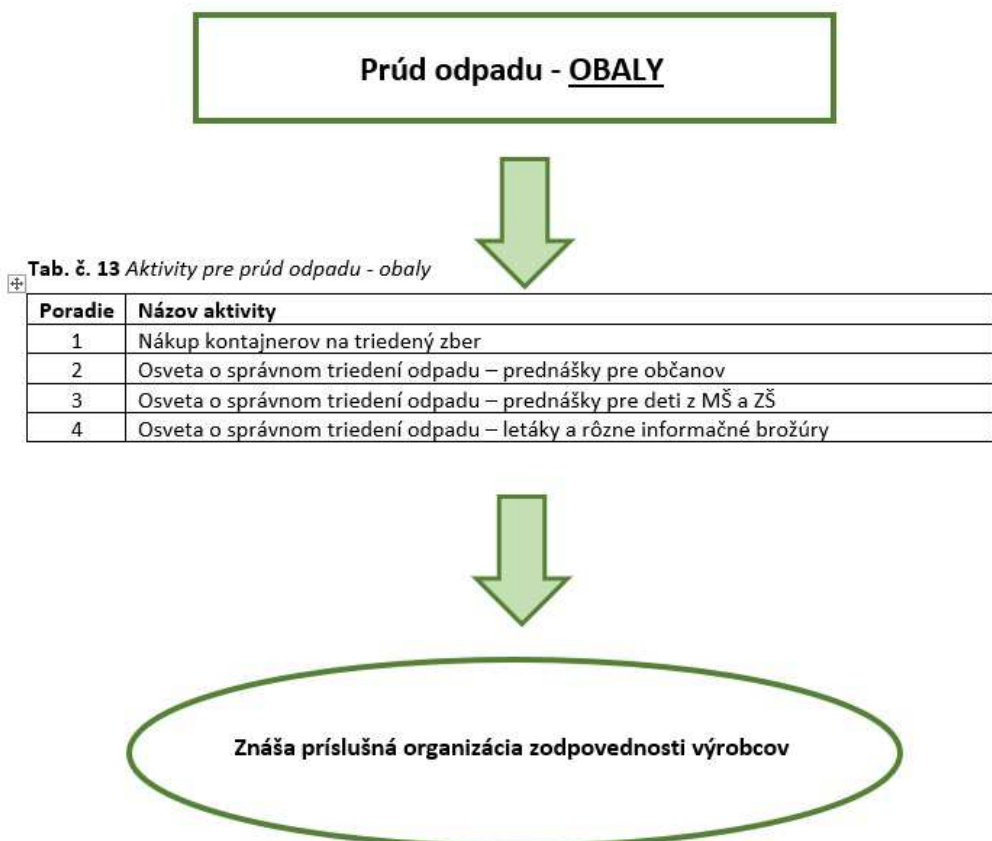 Prúd odpadu - OBALY
Tab. č. 13 Aktivity pre prúd odpadu - obaly
Poradie Názov aktivity
1 Nákup kontajnerov na triedený zber
2 Osveta o správnom triedení odpadu – prednášky pre občanov
3 Osveta o správnom triedení odpadu – prednášky pre deti z MŠ a ZŠ
4 Osveta o správnom triedení odpadu – letáky a rôzne informačné brožúry
Znáša príslušná organizácia zodpovednosti výrobcov